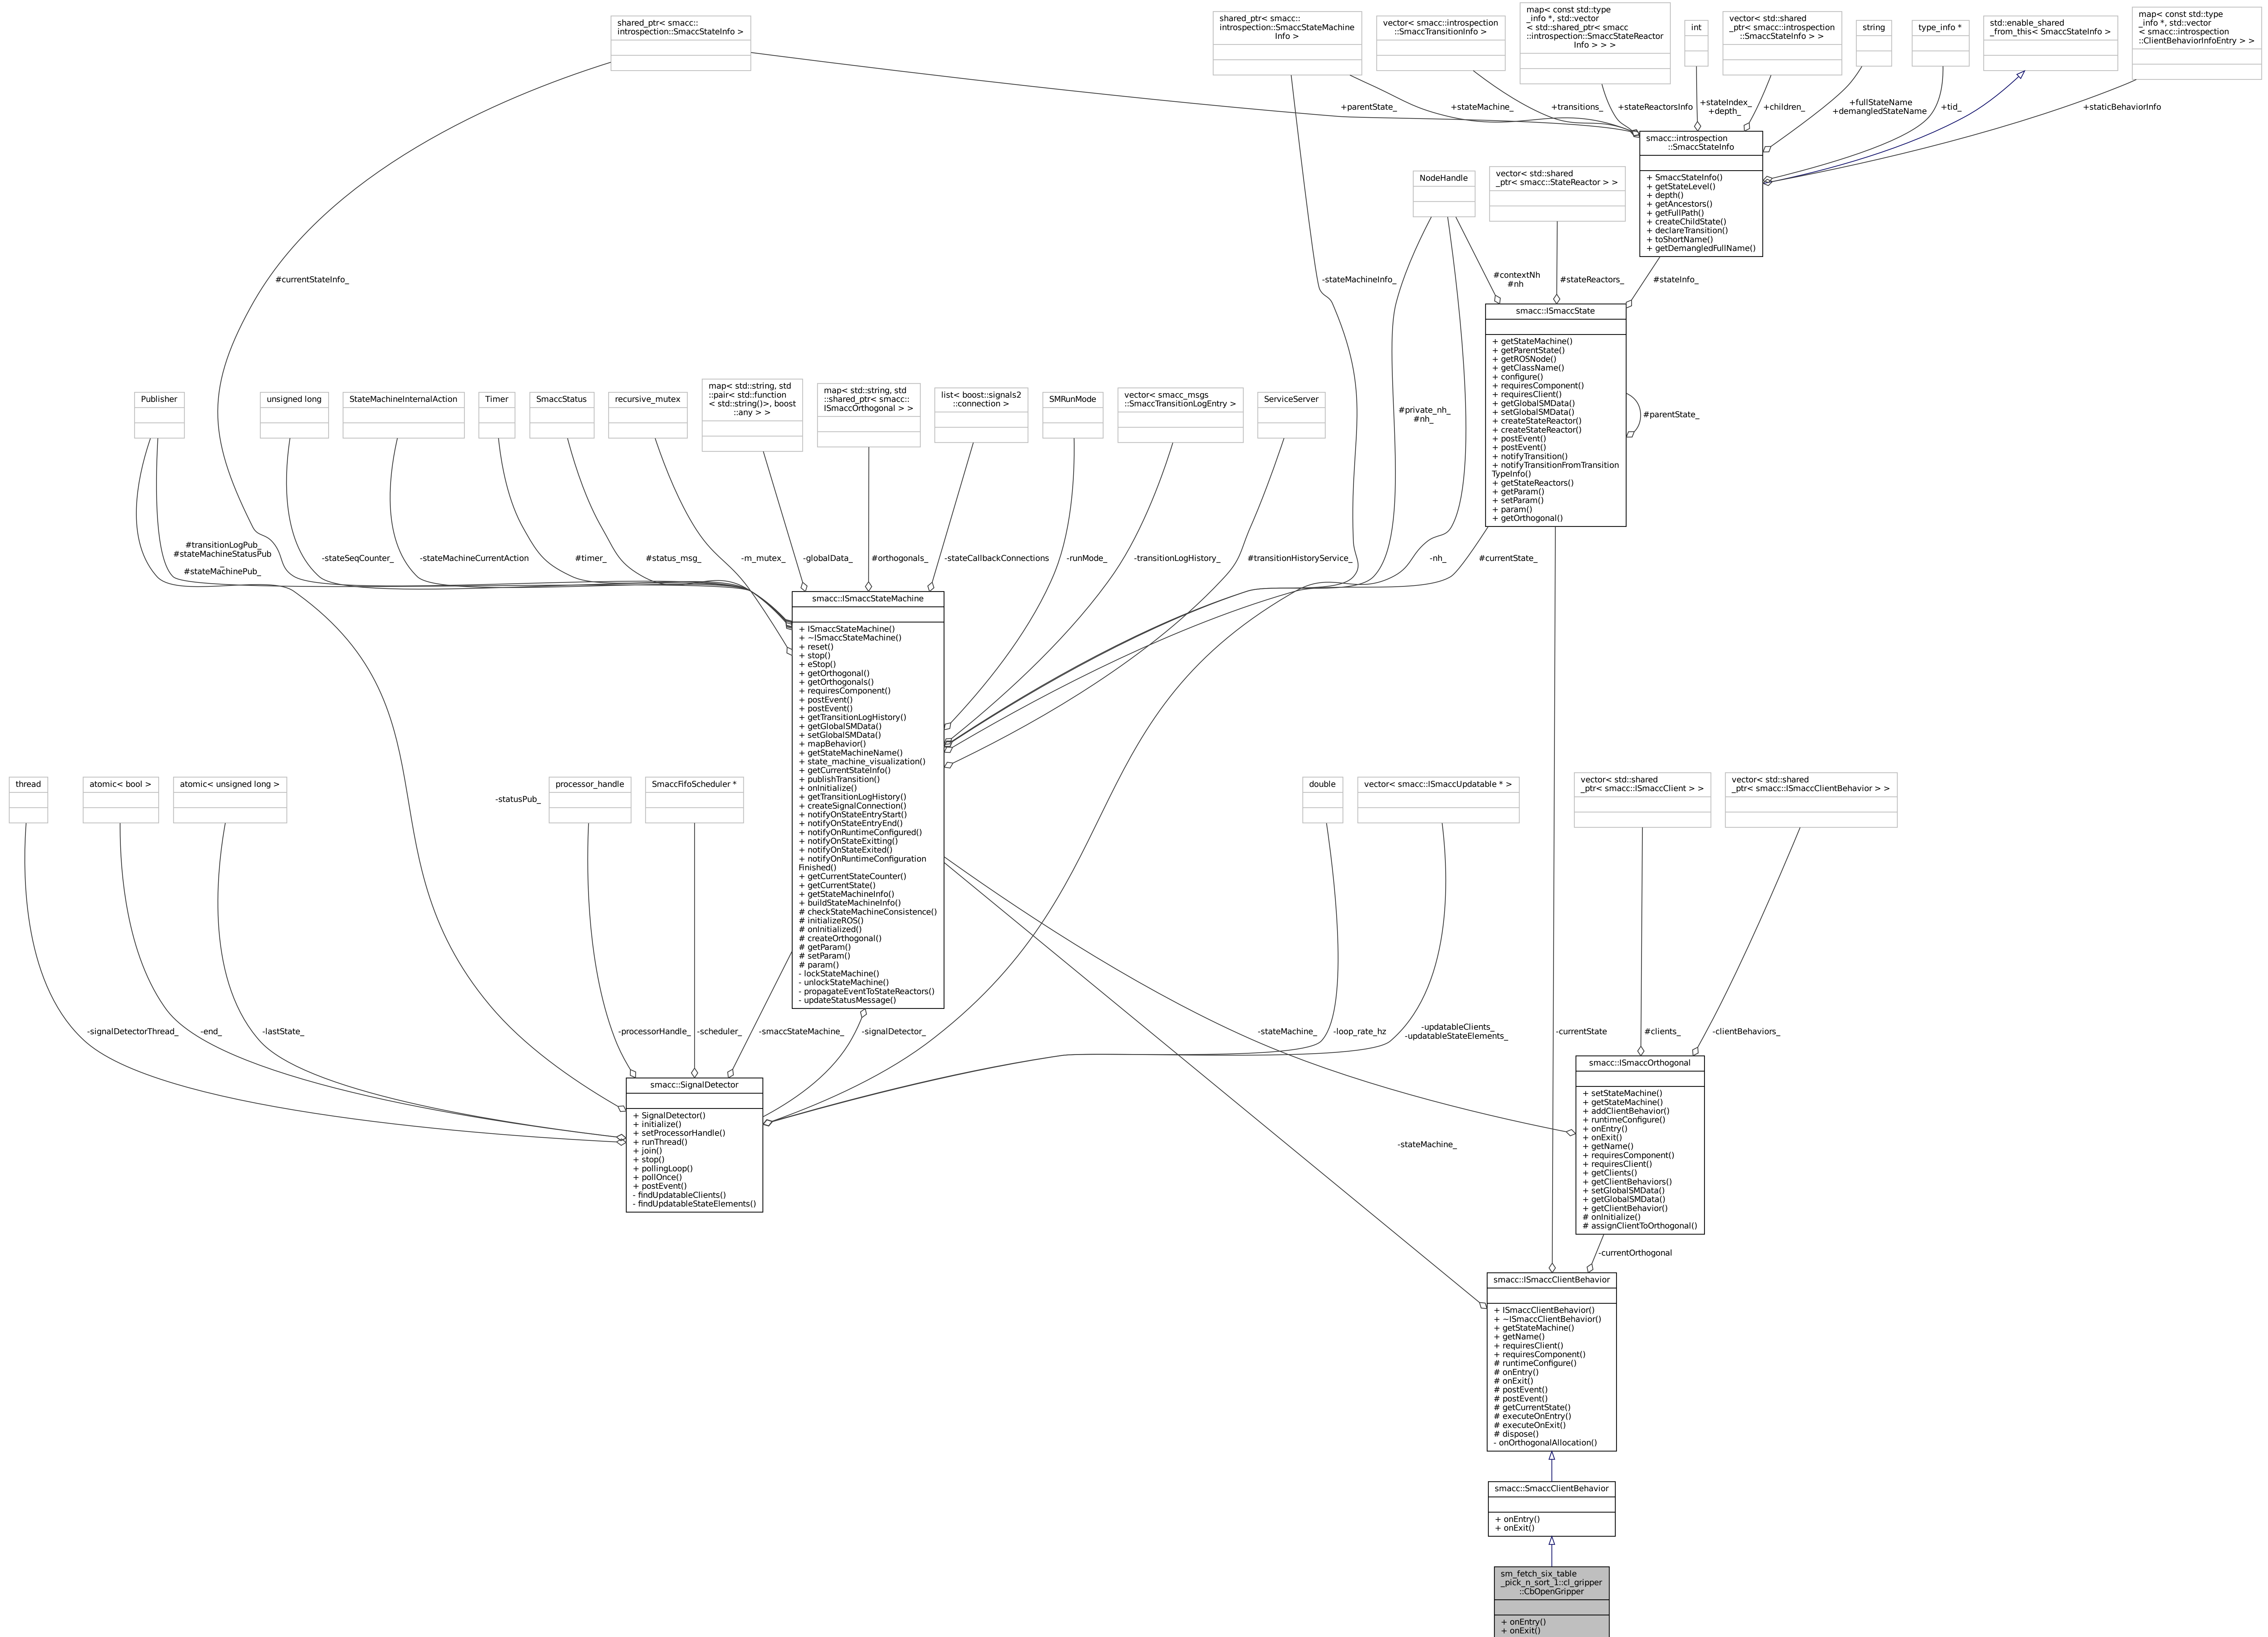 shared_ptr< smacc::
introspection::SmaccStateInfo >
shared_ptr< smacc::
introspection::SmaccStateMachine
Info >
vector< smacc::introspection
::SmaccTransitionInfo >
map< const std::type
_info *, std::vector
< std::shared_ptr< smacc
::introspection::SmaccStateReactor
Info > > >
int
vector< std::shared
_ptr< smacc::introspection
::SmaccStateInfo > >
string
type_info *
std::enable_shared
_from_this< SmaccStateInfo >
map< const std::type
_info *, std::vector
< smacc::introspection
::ClientBehaviorInfoEntry > >
+parentState_
+stateMachine_
+transitions_
+stateReactorsInfo
+stateIndex_
+depth_
+children_
+fullStateName
+demangledStateName
+tid_
+staticBehaviorInfo
smacc::introspection
::SmaccStateInfo
+ SmaccStateInfo()
+ getStateLevel()
+ depth()
+ getAncestors()
+ getFullPath()
+ createChildState()
+ declareTransition()
+ toShortName()
+ getDemangledFullName()
NodeHandle
vector< std::shared
_ptr< smacc::StateReactor > >
#currentStateInfo_
-stateMachineInfo_
#contextNh
#nh
#stateReactors_
#stateInfo_
smacc::ISmaccState
+ getStateMachine()
+ getParentState()
+ getROSNode()
+ getClassName()
+ configure()
+ requiresComponent()
+ requiresClient()
+ getGlobalSMData()
+ setGlobalSMData()
+ createStateReactor()
+ createStateReactor()
+ postEvent()
+ postEvent()
+ notifyTransition()
+ notifyTransitionFromTransition
TypeInfo()
+ getStateReactors()
+ getParam()
+ setParam()
+ param()
+ getOrthogonal()
#parentState_
#private_nh_
#nh_
Publisher
unsigned long
StateMachineInternalAction
Timer
SmaccStatus
recursive_mutex
map< std::string, std
::pair< std::function
< std::string()>, boost
::any > >
map< std::string, std
::shared_ptr< smacc::
ISmaccOrthogonal > >
list< boost::signals2
::connection >
SMRunMode
vector< smacc_msgs
::SmaccTransitionLogEntry >
ServiceServer
#transitionLogPub_
#stateMachineStatusPub
_
#stateMachinePub_
-stateSeqCounter_
-stateMachineCurrentAction
#timer_
#status_msg_
-m_mutex_
-globalData_
#orthogonals_
-stateCallbackConnections
-runMode_
-transitionLogHistory_
#transitionHistoryService_
-nh_
#currentState_
smacc::ISmaccStateMachine
+ ISmaccStateMachine()
+ ~ISmaccStateMachine()
+ reset()
+ stop()
+ eStop()
+ getOrthogonal()
+ getOrthogonals()
+ requiresComponent()
+ postEvent()
+ postEvent()
+ getTransitionLogHistory()
+ getGlobalSMData()
+ setGlobalSMData()
+ mapBehavior()
+ getStateMachineName()
+ state_machine_visualization()
+ getCurrentStateInfo()
+ publishTransition()
+ onInitialize()
+ getTransitionLogHistory()
+ createSignalConnection()
+ notifyOnStateEntryStart()
+ notifyOnStateEntryEnd()
+ notifyOnRuntimeConfigured()
+ notifyOnStateExitting()
+ notifyOnStateExited()
+ notifyOnRuntimeConfiguration
Finished()
+ getCurrentStateCounter()
+ getCurrentState()
+ getStateMachineInfo()
+ buildStateMachineInfo()
# checkStateMachineConsistence()
# initializeROS()
# onInitialized()
# createOrthogonal()
# getParam()
# setParam()
# param()
- lockStateMachine()
- unlockStateMachine()
- propagateEventToStateReactors()
- updateStatusMessage()
thread
atomic< bool >
atomic< unsigned long >
-statusPub_
processor_handle
SmaccFifoScheduler *
double
vector< smacc::ISmaccUpdatable * >
vector< std::shared
_ptr< smacc::ISmaccClient > >
vector< std::shared
_ptr< smacc::ISmaccClientBehavior > >
-signalDetectorThread_
-end_
-lastState_
-processorHandle_
-scheduler_
-smaccStateMachine_
-signalDetector_
-stateMachine_
-loop_rate_hz
-updatableClients_
-updatableStateElements_
-currentState
#clients_
-clientBehaviors_
smacc::SignalDetector
+ SignalDetector()
+ initialize()
+ setProcessorHandle()
+ runThread()
+ join()
+ stop()
+ pollingLoop()
+ pollOnce()
+ postEvent()
- findUpdatableClients()
- findUpdatableStateElements()
smacc::ISmaccOrthogonal
+ setStateMachine()
+ getStateMachine()
+ addClientBehavior()
+ runtimeConfigure()
+ onEntry()
+ onExit()
+ getName()
+ requiresComponent()
+ requiresClient()
+ getClients()
+ getClientBehaviors()
+ setGlobalSMData()
+ getGlobalSMData()
+ getClientBehavior()
# onInitialize()
# assignClientToOrthogonal()
-stateMachine_
-currentOrthogonal
smacc::ISmaccClientBehavior
+ ISmaccClientBehavior()
+ ~ISmaccClientBehavior()
+ getStateMachine()
+ getName()
+ requiresClient()
+ requiresComponent()
# runtimeConfigure()
# onEntry()
# onExit()
# postEvent()
# postEvent()
# getCurrentState()
# executeOnEntry()
# executeOnExit()
# dispose()
- onOrthogonalAllocation()
smacc::SmaccClientBehavior
+ onEntry()
+ onExit()
sm_fetch_six_table
_pick_n_sort_1::cl_gripper
::CbOpenGripper
+ onEntry()
+ onExit()